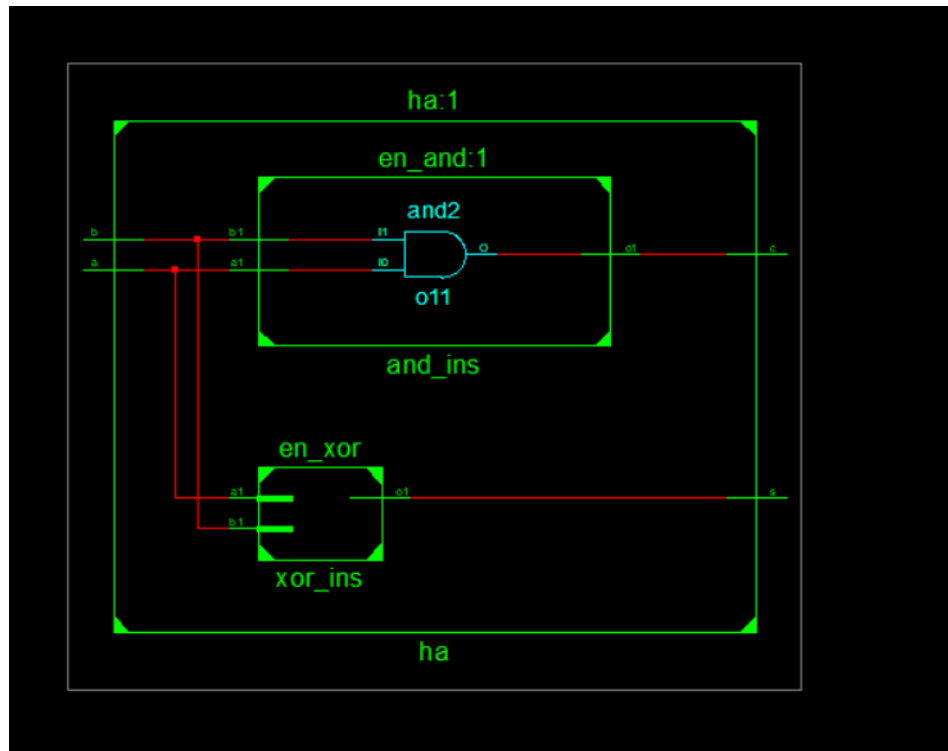 ha:1
en_and:1
and2
b b1 I1
O o1 c
a a1 I0
o11
and_ins
en_xor
a1 o1 s
b1
xor_ins
ha